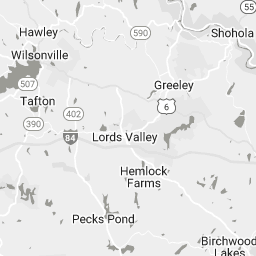 Hawley
590
Shohola
55
Wilsonville
507
Greeley
6
Tafton
402
390
84
Lords Valley
Hemlock
Farms
Pecks Pond
Birchwood
Lakes